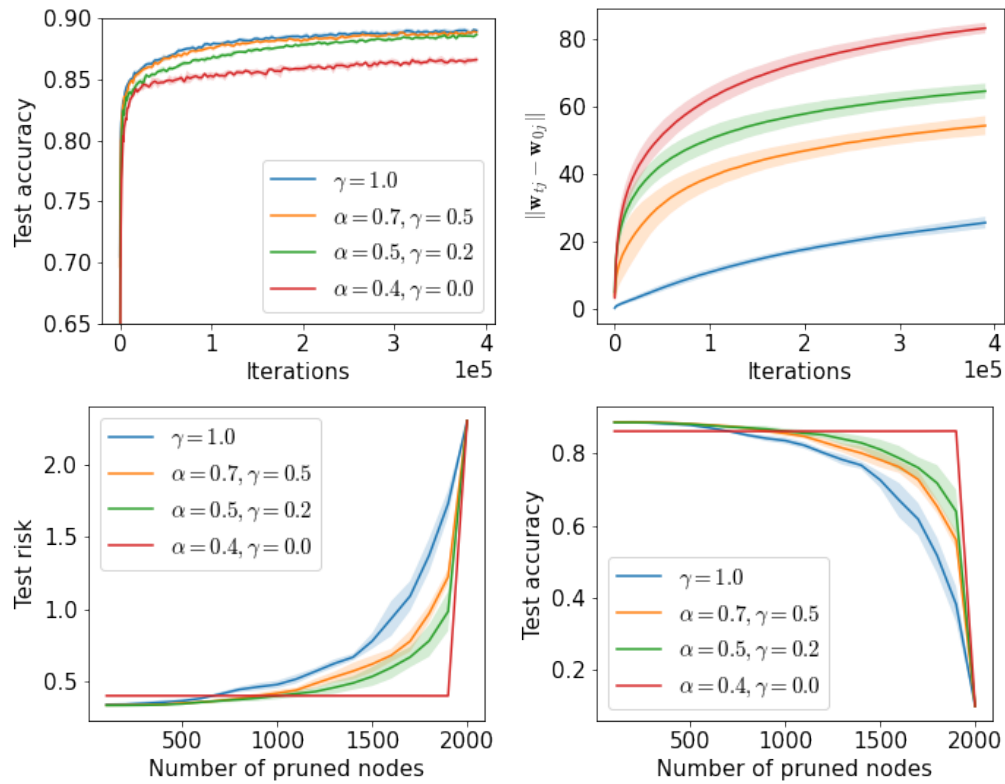 0.90
0.85
0.80
0.75
0.70
0.65
Test accuracy
γ = 1.0
α = 0.7, γ = 0.5
α = 0.5, γ = 0.2
α = 0.4, γ = 0.0
0 1 2 3 4
Iterations 1e5
80
60
40
20
0
‖w_{tj} − w_{0j}‖
0 1 2 3 4
Iterations 1e5
2.0
1.5
1.0
0.5
Test risk
γ = 1.0
α = 0.7, γ = 0.5
α = 0.5, γ = 0.2
α = 0.4, γ = 0.0
500 1000 1500 2000
Number of pruned nodes
0.8
0.6
0.4
0.2
Test accuracy
γ = 1.0
α = 0.7, γ = 0.5
α = 0.5, γ = 0.2
α = 0.4, γ = 0.0
500 1000 1500 2000
Number of pruned nodes